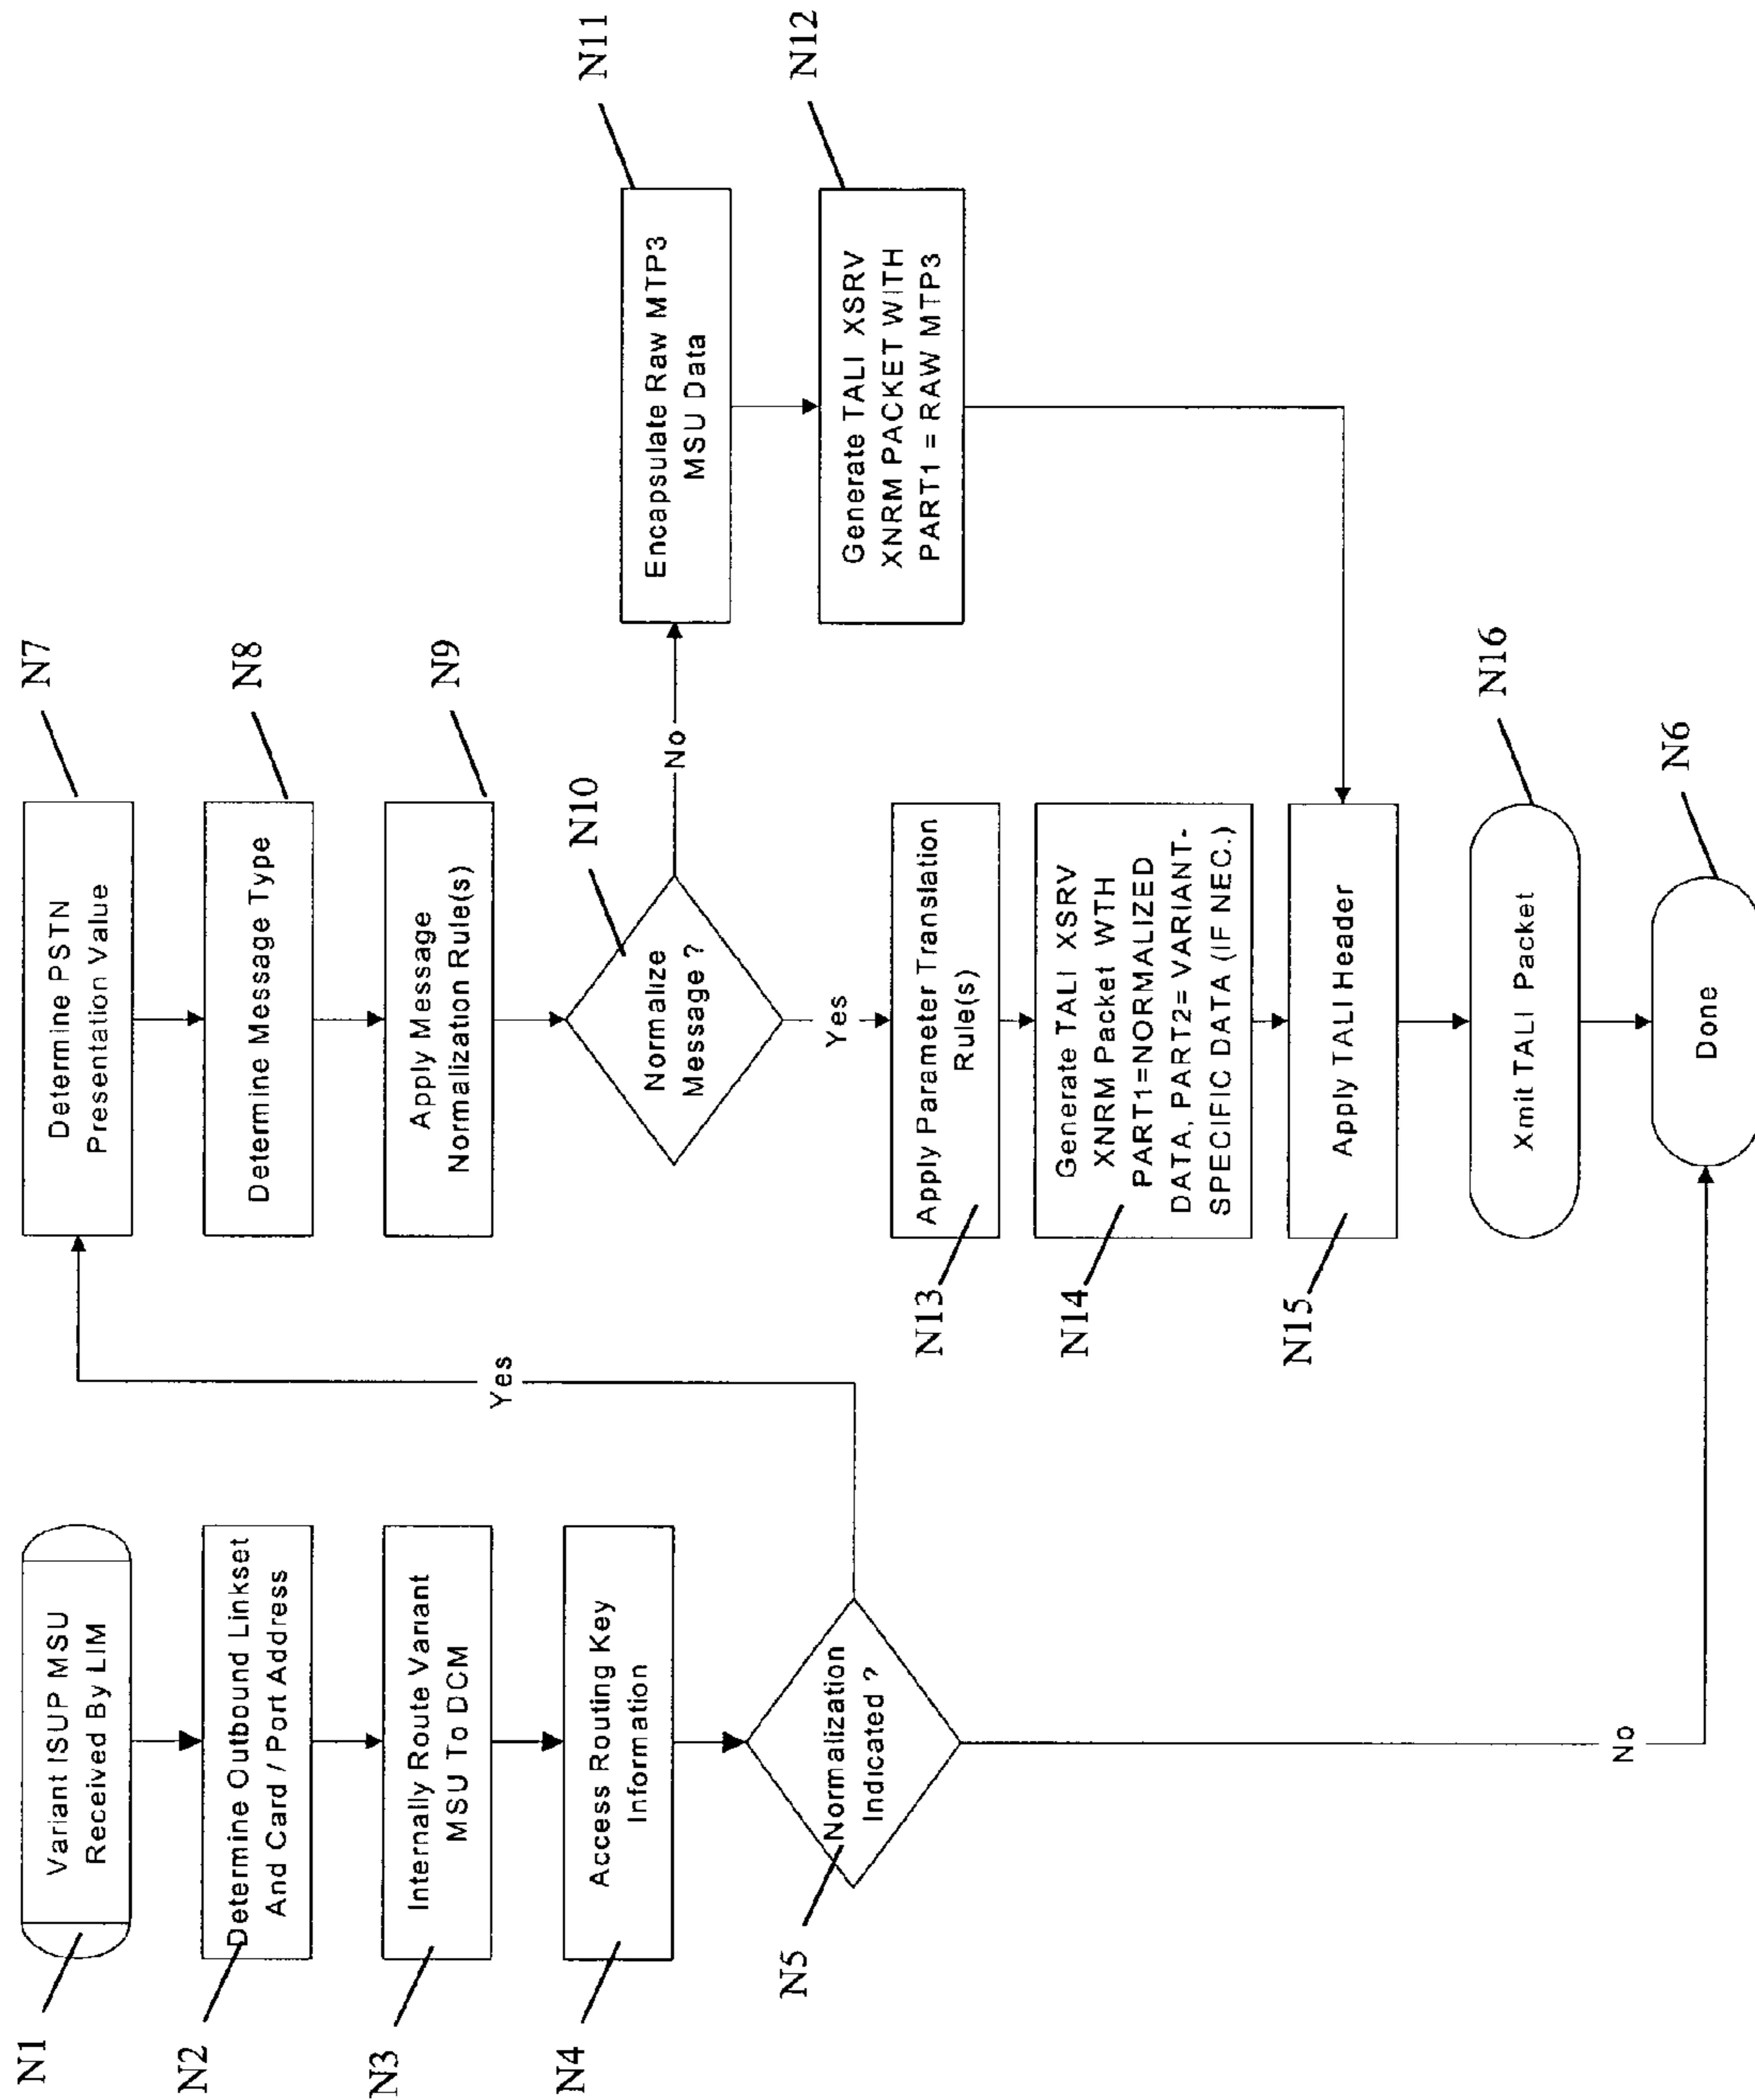 N1
Variant ISUP MSU
Received By LIM
N2
Determine Outbound Linkset
And Card / Port Address
N3
Internally Route Variant
MSU To DCM
N4
Access Routing Key
Information
N5
Normalization
Indicated ?
Yes
No
N7
Determine PSTN
Presentation Value
N8
Determine Message Type
N9
Apply Message
Normalization Rule(s)
N10
Normalize
Message ?
No
Yes
N11
Encapsulate Raw MTP3
MSU Data
N12
Generate TALI XSRV
XNRM PACKET WITH
PART1 = RAW MTP3
N13
Apply Parameter Translation
Rule(s)
N14
Generate TALI XSRV
XNRM Packet WTH
PART1=NORMALIZED
DATA, PART2= VARIANT-
SPECIFIC DATA (IF NEC.)
N15
Apply TALI Header
N16
Xmit TALI Packet
N6
Done